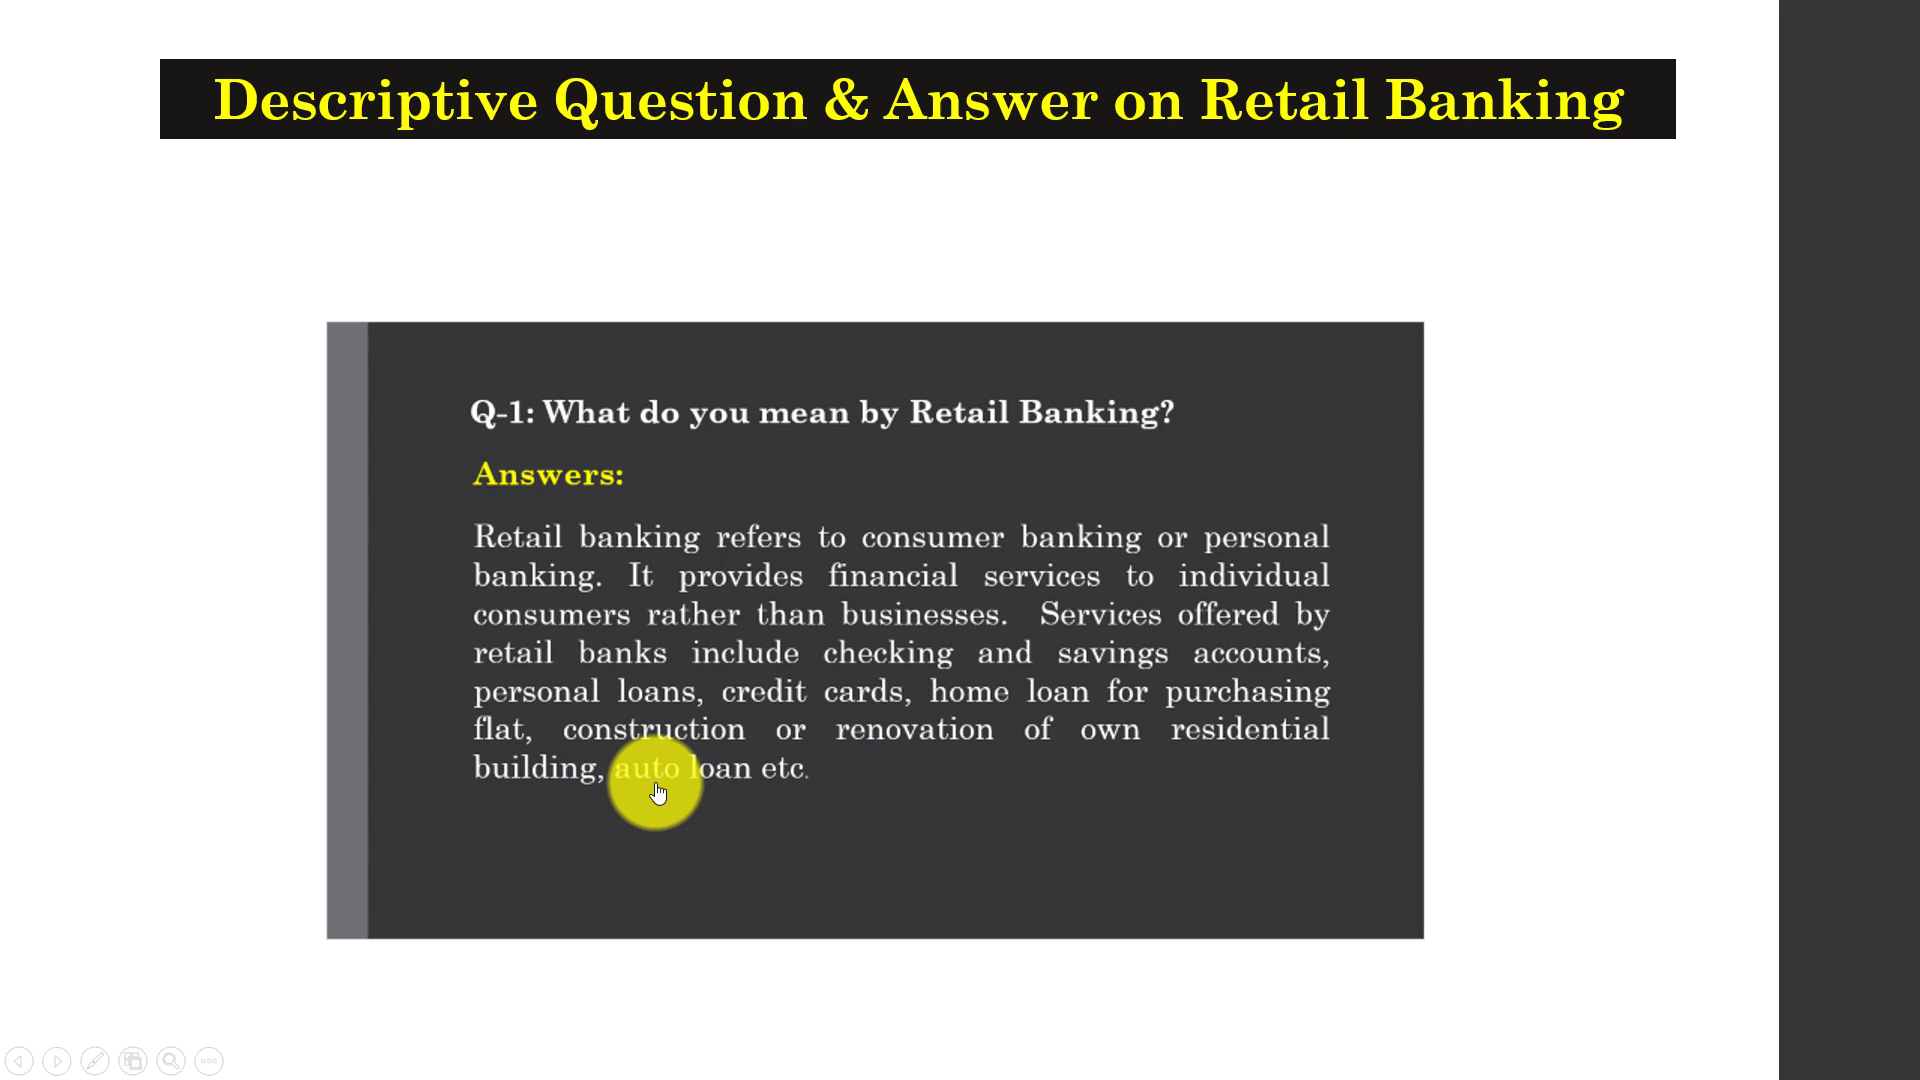 Descriptive Question & Answer on Retail Banking
Q-1: What do you mean by Retail Banking?
Answers:
Retail banking refers to consumer banking or personal
banking. It provides financial services to individual
consumers rather than businesses. Services offered by
retail banks include checking and savings accounts,
personal loans, credit cards, home loan for purchasing
flat, construction or renovation of own residential
building, auto loan etc.